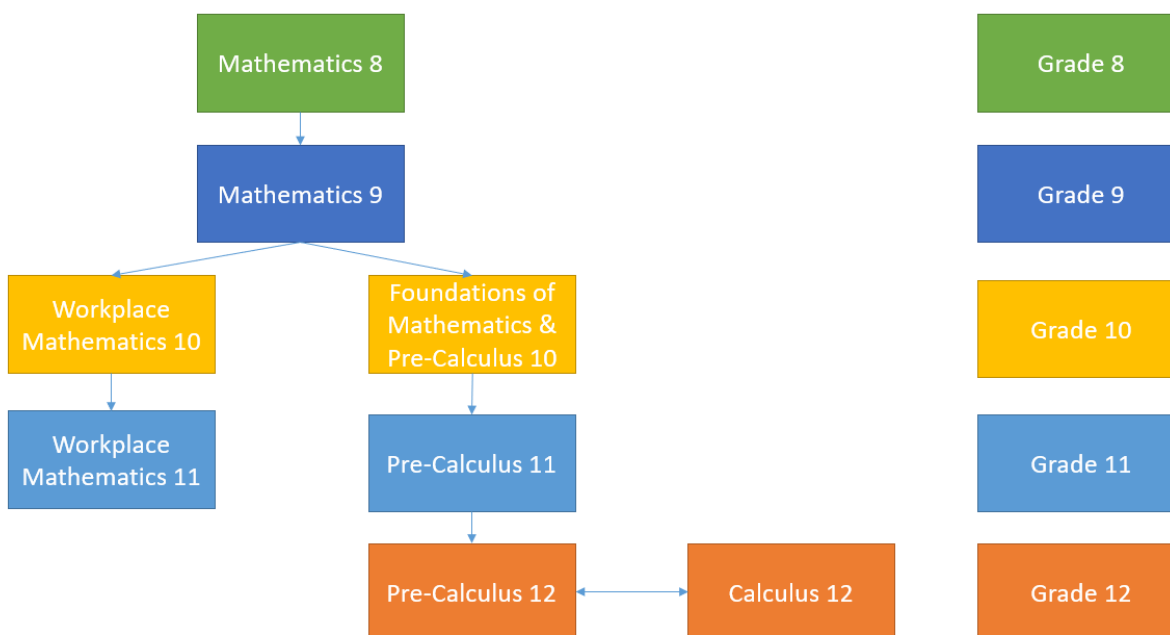 Mathematics 8
Grade 8
Mathematics 9
Grade 9
Workplace
Mathematics 10
Foundations of
Mathematics &
Pre-Calculus 10
Grade 10
Workplace
Mathematics 11
Pre-Calculus 11
Grade 11
Pre-Calculus 12
Calculus 12
Grade 12